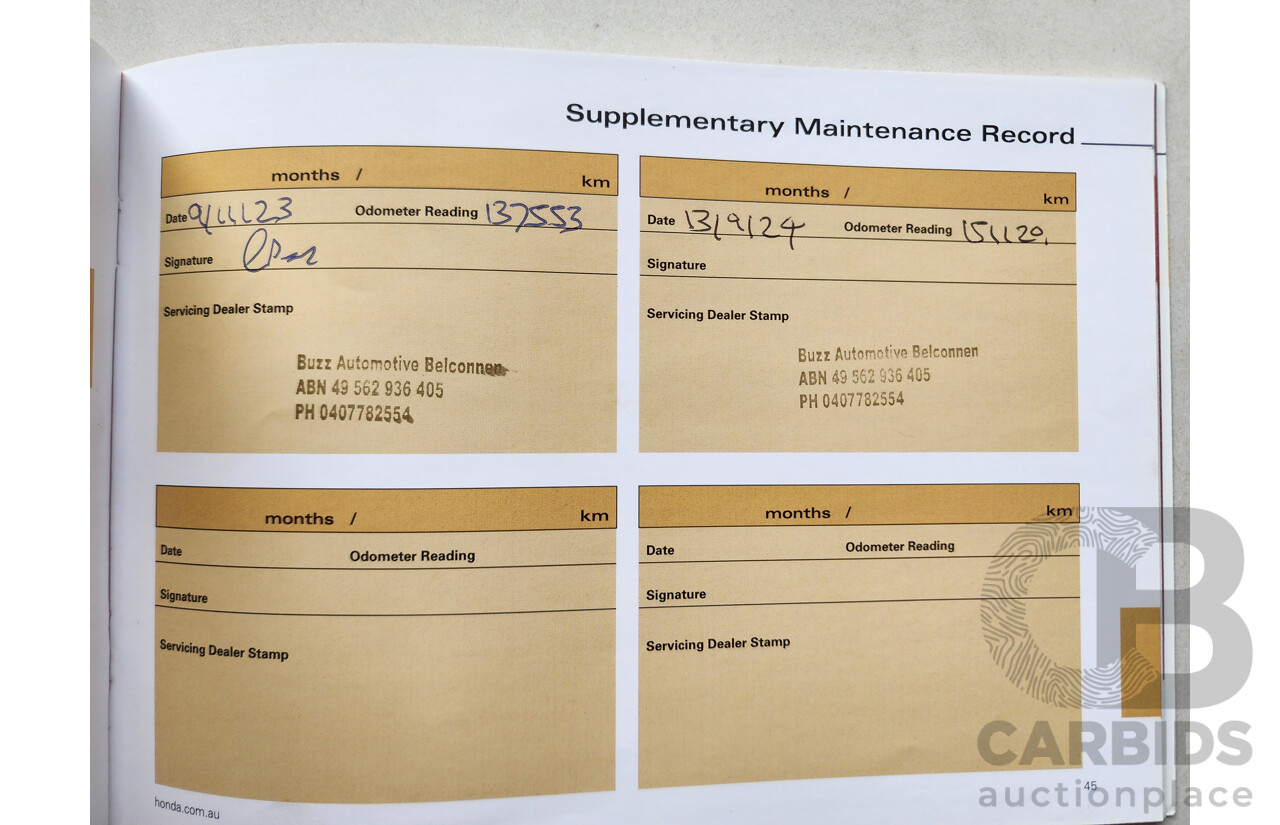 Supplementary Maintenance Record
months / km
Date 9/11/23 Odometer Reading 137553
Signature
Servicing Dealer Stamp
Buzz Automotive Belconnen
ABN 49 562 936 405
PH 0407782554
months / km
Date 13/9/24 Odometer Reading 151120
Signature
Servicing Dealer Stamp
Buzz Automotive Belconnen
ABN 49 562 936 405
PH 0407782554
months / km
Date Odometer Reading
Signature
Servicing Dealer Stamp
months / km
Date Odometer Reading
Signature
Servicing Dealer Stamp
honda.com.au
45
CB
CARBIDS
auctionplace